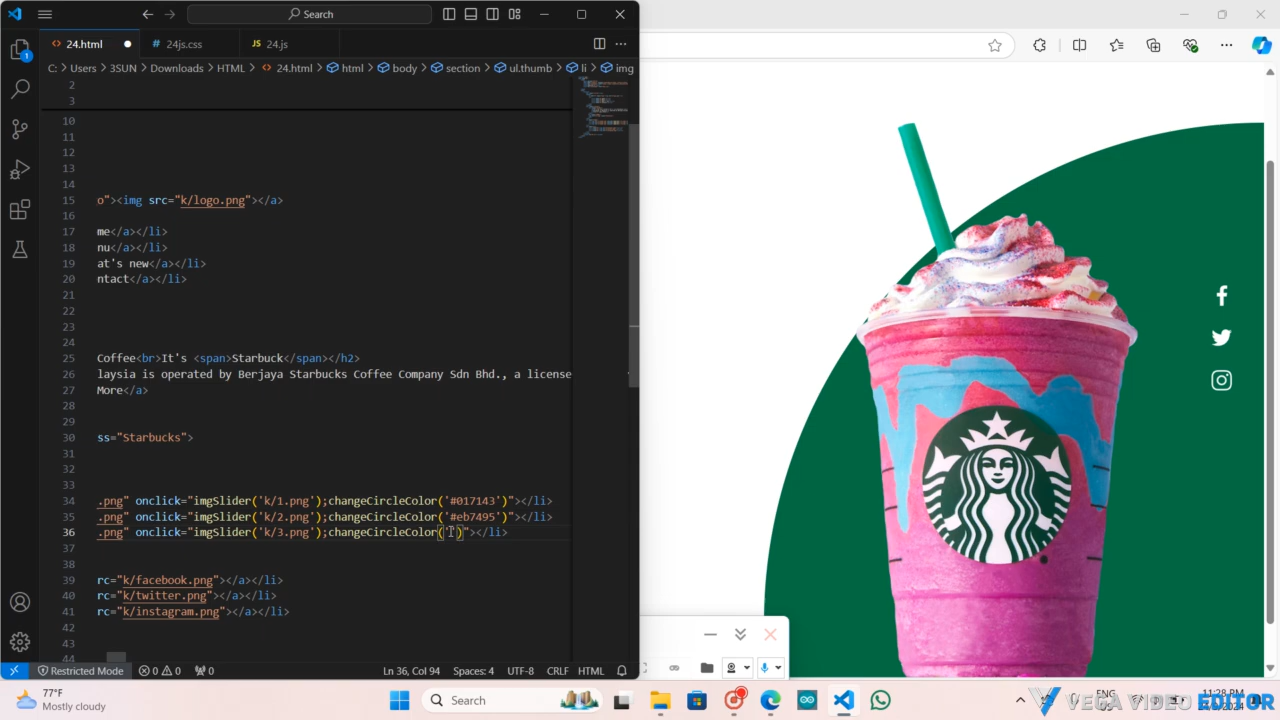 Search
24.html
24js.css
24.js
C: > Users > 3SUN > Downloads > HTML > 24.html > html > body > section > ul.thumb > li > img
2
3
10
11
12
13
14
15 o"><img src="k/logo.png"></a>
16
17 me</a></li>
18 nu</a></li>
19 at's new</a></li>
20 ntact</a></li>
21
22
23
24
25 Coffee<br>It's <span>Starbuck</span></h2>
26 laysia is operated by Berjaya Starbucks Coffee Company Sdn Bhd., a license
27 More</a>
28
29
30 ss="Starbucks">
31
32
33
34 .png" onclick="imgSlider('k/1.png');changeCircleColor('#017143')"></li>
35 .png" onclick="imgSlider('k/2.png');changeCircleColor('#eb7495')"></li>
36 .png" onclick="imgSlider('k/3.png');changeCircleColor('')"></li>
37
38
39 rc="k/facebook.png"></a></li>
40 rc="k/twitter.png"></a></li>
41 rc="k/instagram.png"></a></li>
42
43
44
Restricted Mode 0 0 0 Ln 36, Col 94 Spaces: 4 UTF-8 CRLF HTML
77°F
Mostly cloudy
Search
ENG
11:28 PM
VEGA VIDEO EDITOR